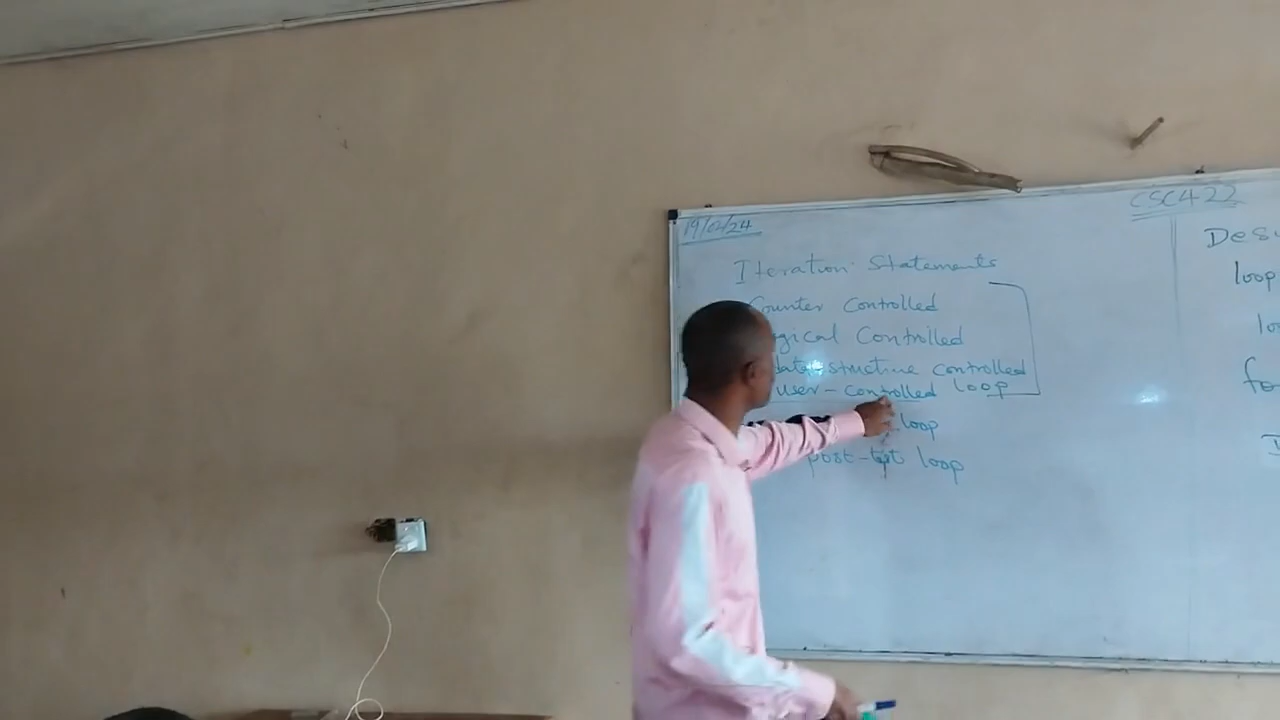 19/02/24
CSC422
Iteration Statements
Counter Controlled
gical Controlled
data structure controlled
user-controlled loop
loop
post-test loop
Des
loop
lo
fo